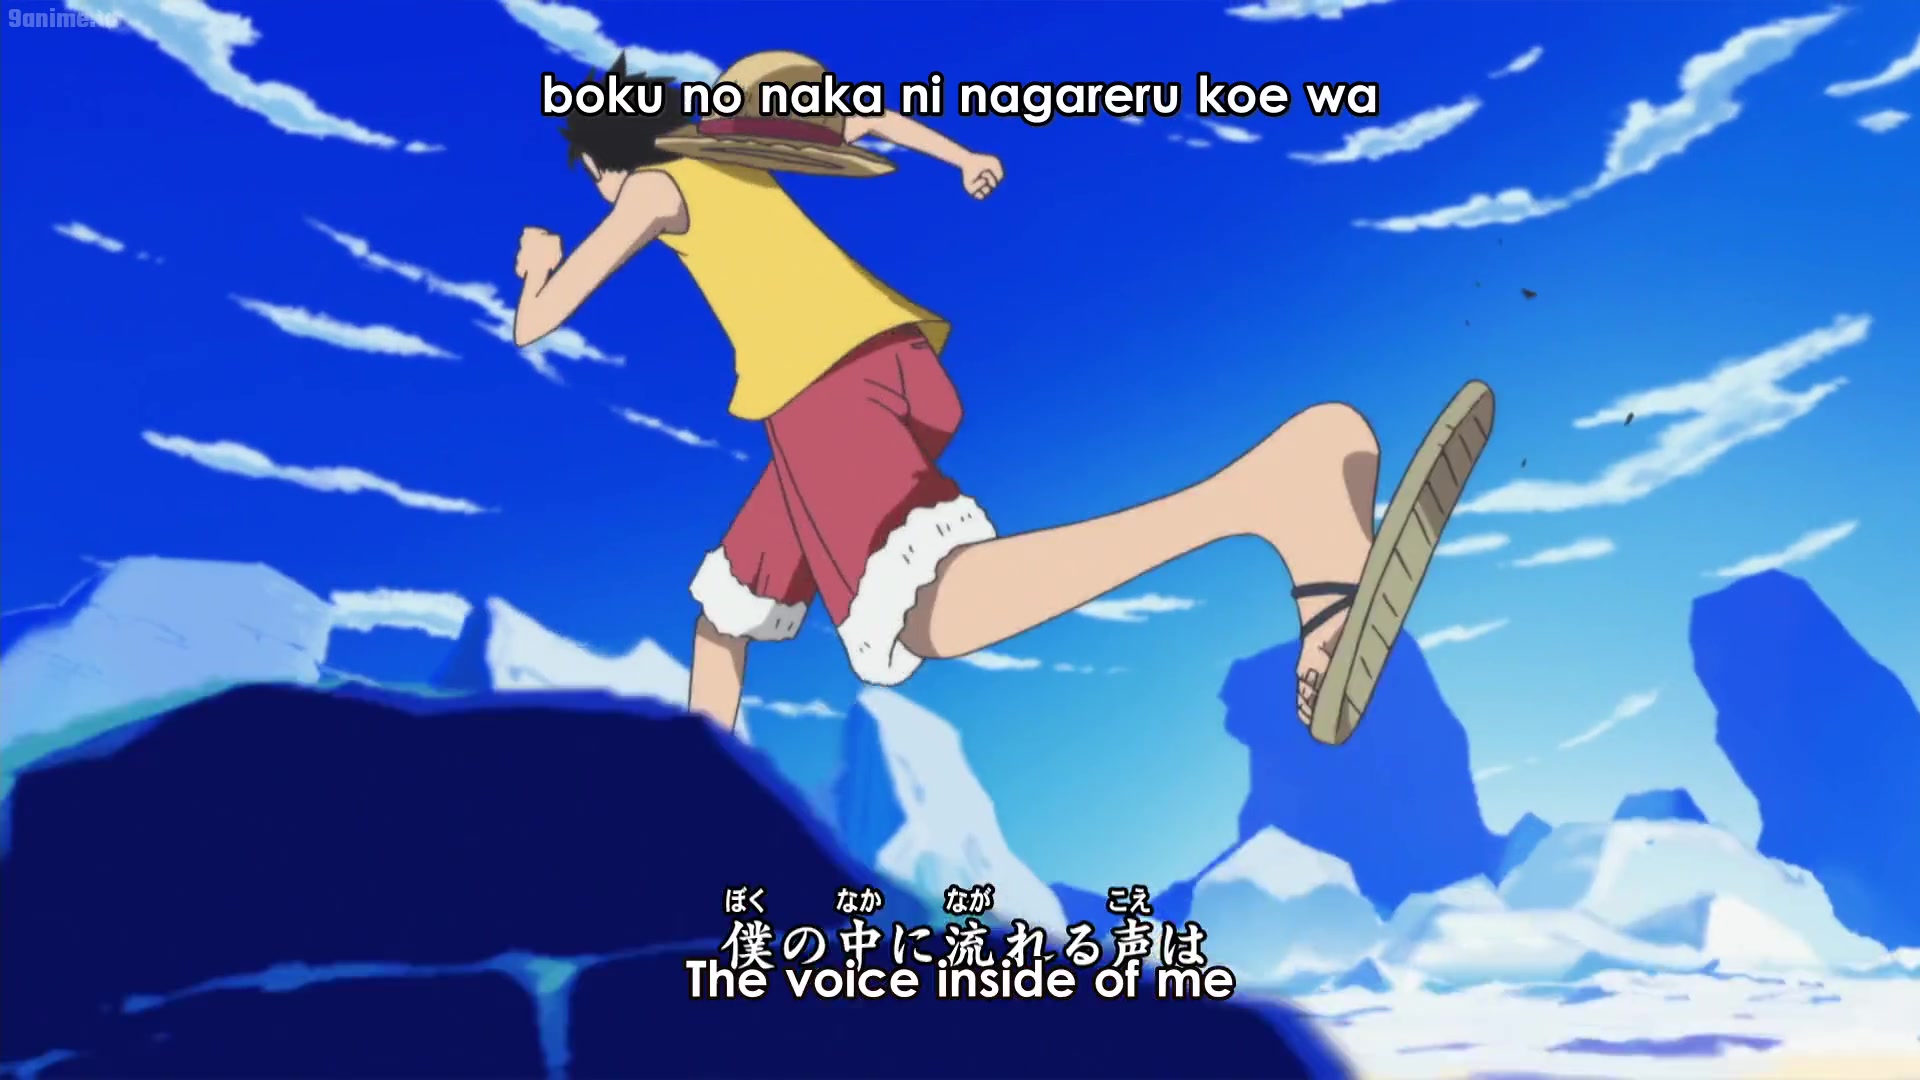 9anime.to
boku no naka ni nagareru koe wa
ぼく なか なが こえ
僕の中に流れる声は
The voice inside of me